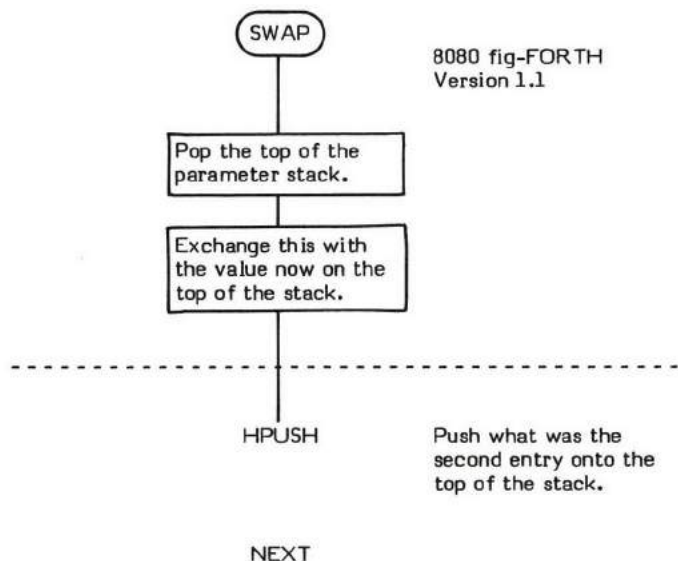 SWAP
8080 fig-FORTH
Version 1.1
Pop the top of the
parameter stack.
Exchange this with
the value now on the
top of the stack.
HPUSH
Push what was the
second entry onto the
top of the stack.
NEXT